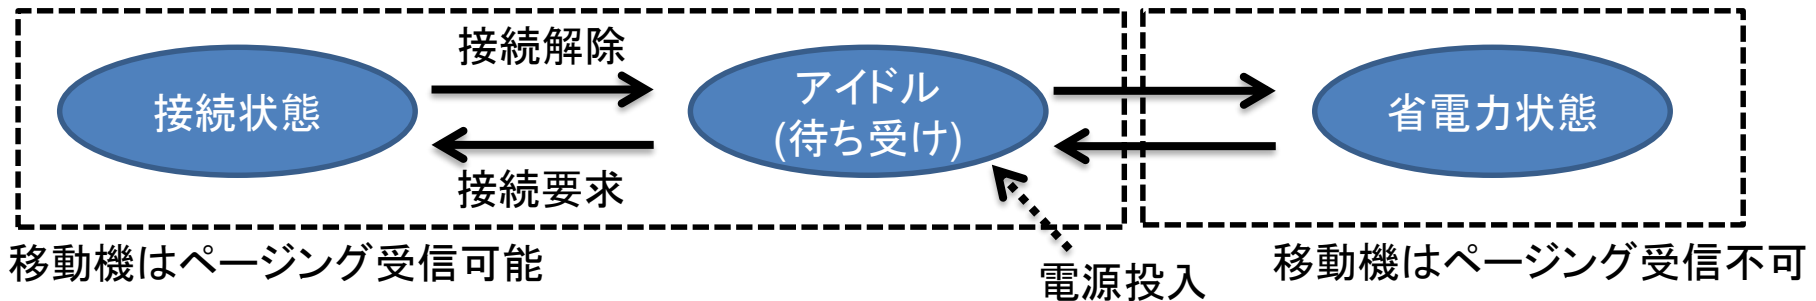 接続解除
接続状態
アイドル
(待ち受け)
省電力状態
接続要求
移動機はページング受信可能
電源投入
移動機はページング受信不可